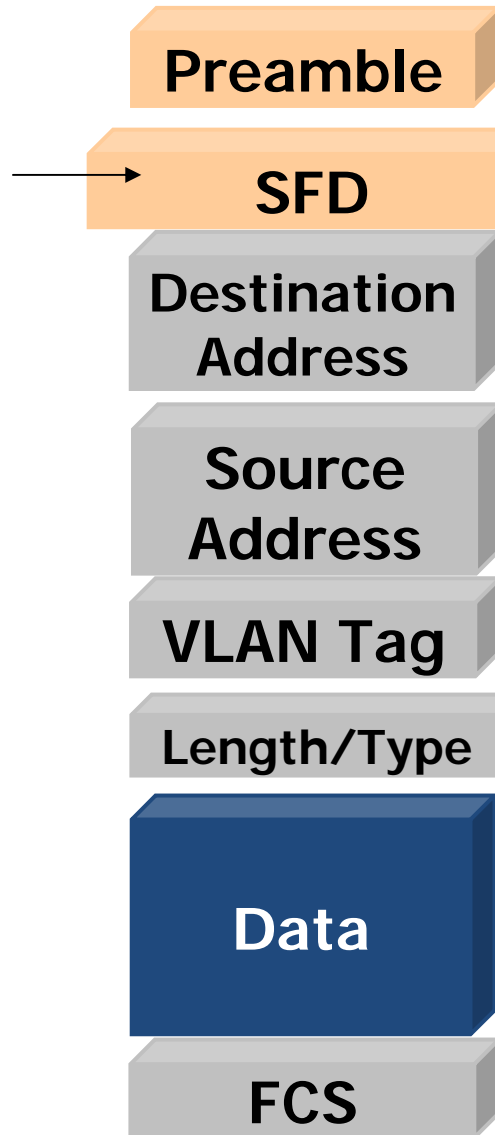 Preamble
SFD
Destination
Address
Source
Address
VLAN Tag
Length/Type
Data
FCS